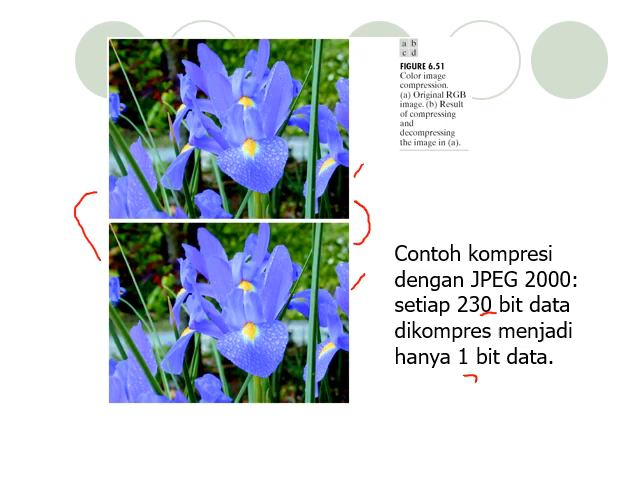 a b
c d
FIGURE 6.51
Color image
compression.
(a) Original RGB
image. (b) Result
of compressing
and
decompressing
the image in (a).
Contoh kompresi
dengan JPEG 2000:
setiap 230 bit data
dikompres menjadi
hanya 1 bit data.